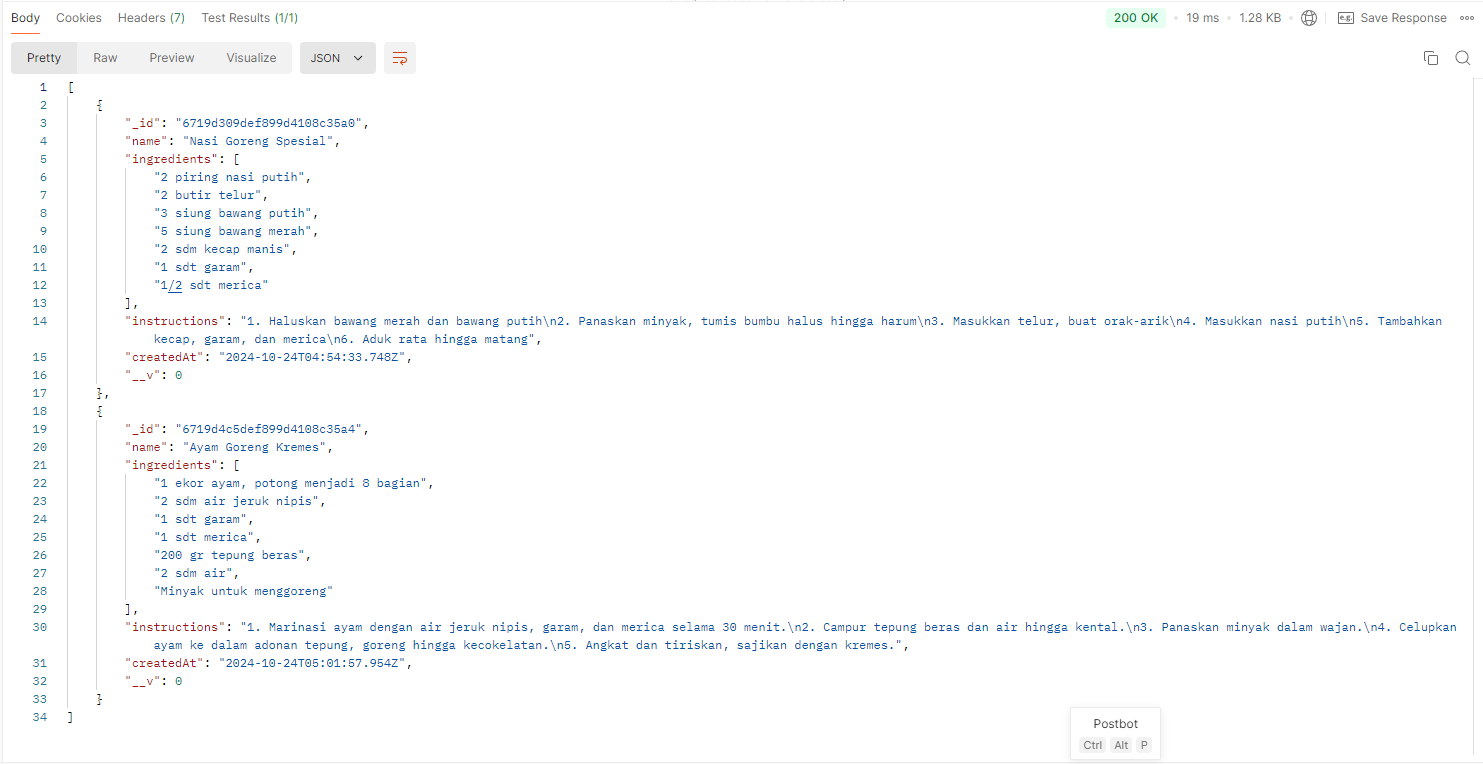 Body Cookies Headers (7) Test Results (1/1) 200 OK 19 ms 1.28 KB e.g. Save Response
Pretty Raw Preview Visualize JSON
1 [
2 {
3 "_id": "6719d309def899d4108c35a0",
4 "name": "Nasi Goreng Spesial",
5 "ingredients": [
6 "2 piring nasi putih",
7 "2 butir telur",
8 "3 siung bawang putih",
9 "5 siung bawang merah",
10 "2 sdm kecap manis",
11 "1 sdt garam",
12 "1/2 sdt merica"
13 ],
14 "instructions": "1. Haluskan bawang merah dan bawang putih\n2. Panaskan minyak, tumis bumbu halus hingga harum\n3. Masukkan telur, buat orak-arik\n4. Masukkan nasi putih\n5. Tambahkan
kecap, garam, dan merica\n6. Aduk rata hingga matang",
15 "createdAt": "2024-10-24T04:54:33.748Z",
16 "__v": 0
17 },
18 {
19 "_id": "6719d4c5def899d4108c35a4",
20 "name": "Ayam Goreng Kremes",
21 "ingredients": [
22 "1 ekor ayam, potong menjadi 8 bagian",
23 "2 sdm air jeruk nipis",
24 "1 sdt garam",
25 "1 sdt merica",
26 "200 gr tepung beras",
27 "2 sdm air",
28 "Minyak untuk menggoreng"
29 ],
30 "instructions": "1. Marinasi ayam dengan air jeruk nipis, garam, dan merica selama 30 menit.\n2. Campur tepung beras dan air hingga kental.\n3. Panaskan minyak dalam wajan.\n4. Celupkan
ayam ke dalam adonan tepung, goreng hingga kecokelatan.\n5. Angkat dan tiriskan, sajikan dengan kremes.",
31 "createdAt": "2024-10-24T05:01:57.954Z",
32 "__v": 0
33 }
34 ]
Postbot
Ctrl Alt P